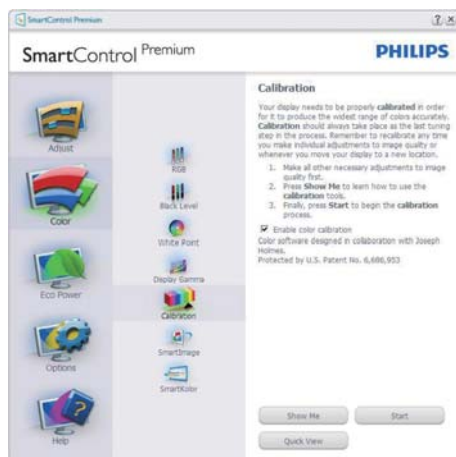 SmartControl Premium
SmartControl Premium
PHILIPS
Adjust
Color
Eco Power
Options
Help
RGB
Black Level
White Point
Display Gamma
Calibration
SmartImage
SmartKolor
Calibration
Your display needs to be properly calibrated in order
for it to produce the widest range of colors accurately.
Calibration should always take place as the last tuning
step in the process. Remember to recalibrate any time
you make individual adjustments to image quality or
whenever you move your display to a new location.
1. Make all other necessary adjustments to image
quality first.
2. Press Show Me to learn how to use the
calibration tools.
3. Finally, press Start to begin the calibration
process.
Enable color calibration
Color software designed in collaboration with Joseph
Holmes.
Protected by U.S. Patent No. 6,686,953
Show Me
Start
Quick View